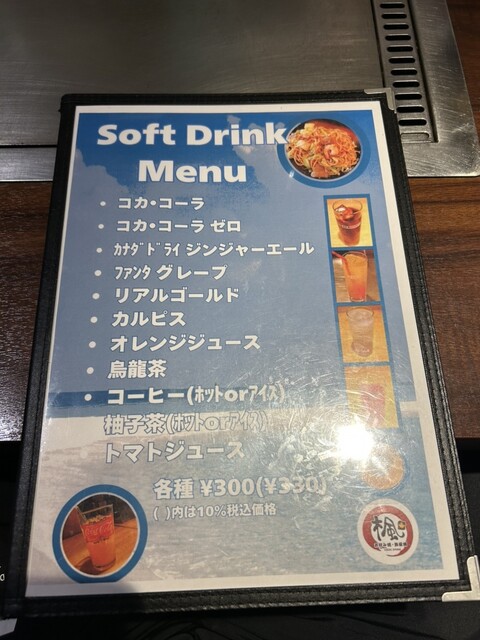 Soft Drink
Menu
• コカ・コーラ
• コカ・コーラ ゼロ
• ｶﾅﾀﾞﾄﾞﾗｲ ジンジャーエール
• ﾌｧﾝﾀ グレープ
• リアルゴールド
• カルピス
• オレンジジュース
• 烏龍茶
• コーヒー(ﾎｯﾄorｱｲｽ)
柚子茶(ﾎｯﾄorｱｲｽ)
• トマトジュース
各種 ¥300(¥330)
( )内は10%税込価格
楓